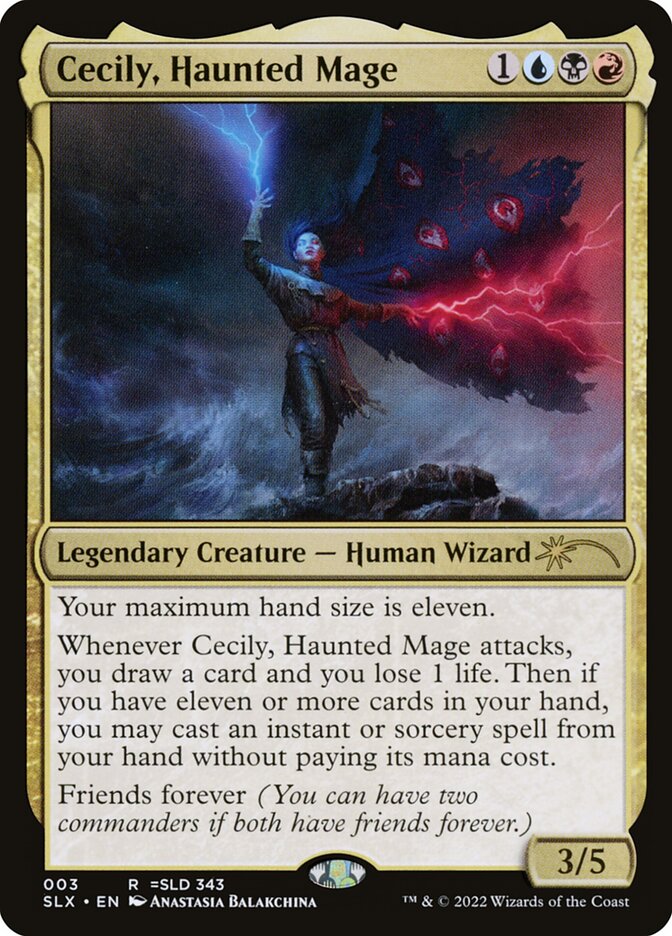 Cecily, Haunted Mage 1
Legendary Creature — Human Wizard
Your maximum hand size is eleven.
Whenever Cecily, Haunted Mage attacks,
you draw a card and you lose 1 life. Then if
you have eleven or more cards in your hand,
you may cast an instant or sorcery spell from
your hand without paying its mana cost.
Friends forever (You can have two
commanders if both have friends forever.)
3/5
003 R =SLD 343
SLX • EN Anastasia Balakchina
™ & © 2022 Wizards of the Coast